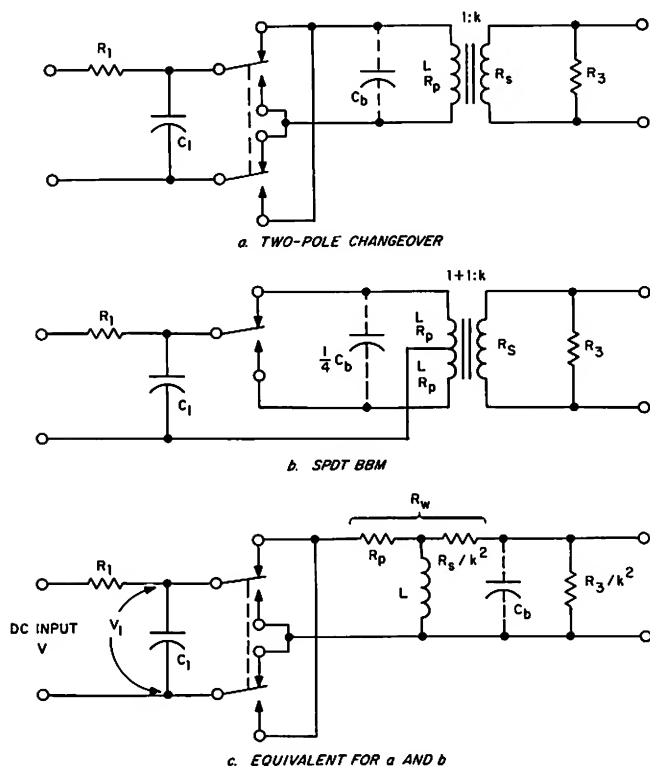 1:k
R1
L
Rp
Rs
R3
Cb
C1
a. TWO-POLE CHANGEOVER
1+1:k
R1
L
Rp
RS
R3
1/4 Cb
L
Rp
C1
b. SPDT BBM
Rw
R1
Rp
Rs/k²
DC INPUT
V
V1
C1
L
Cb
R3/k²
c. EQUIVALENT FOR a AND b